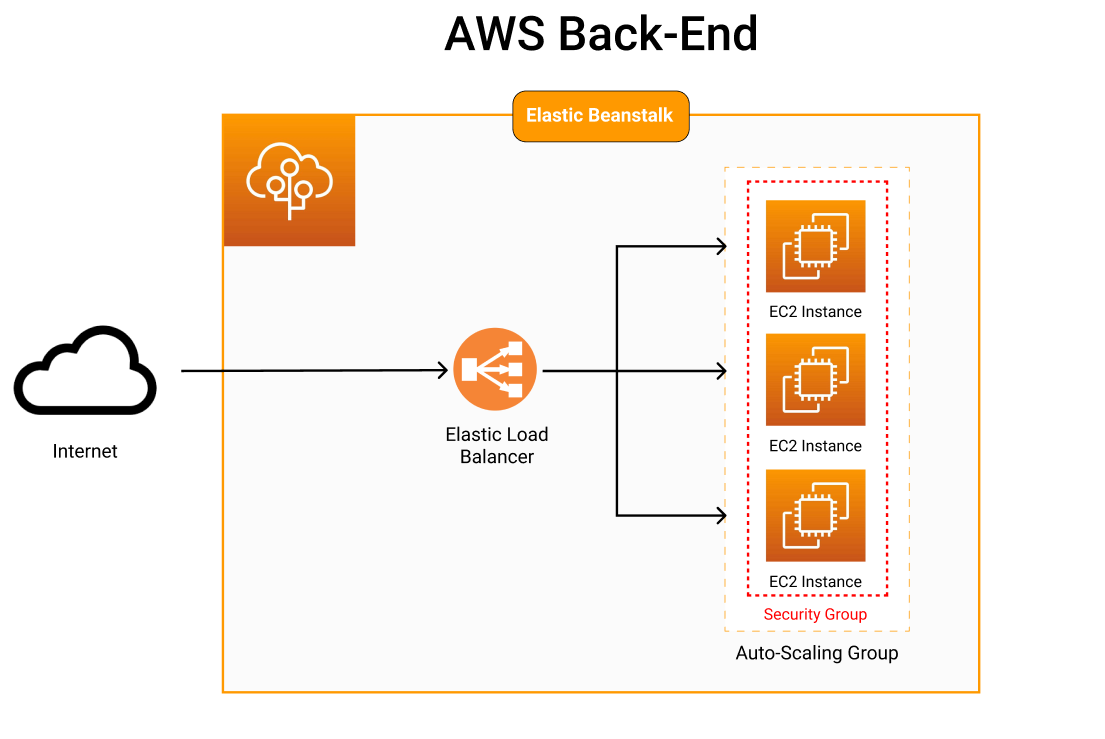 AWS Back-End
Elastic Beanstalk
EC2 Instance
Internet
Elastic Load
Balancer
EC2 Instance
EC2 Instance
Security Group
Auto-Scaling Group